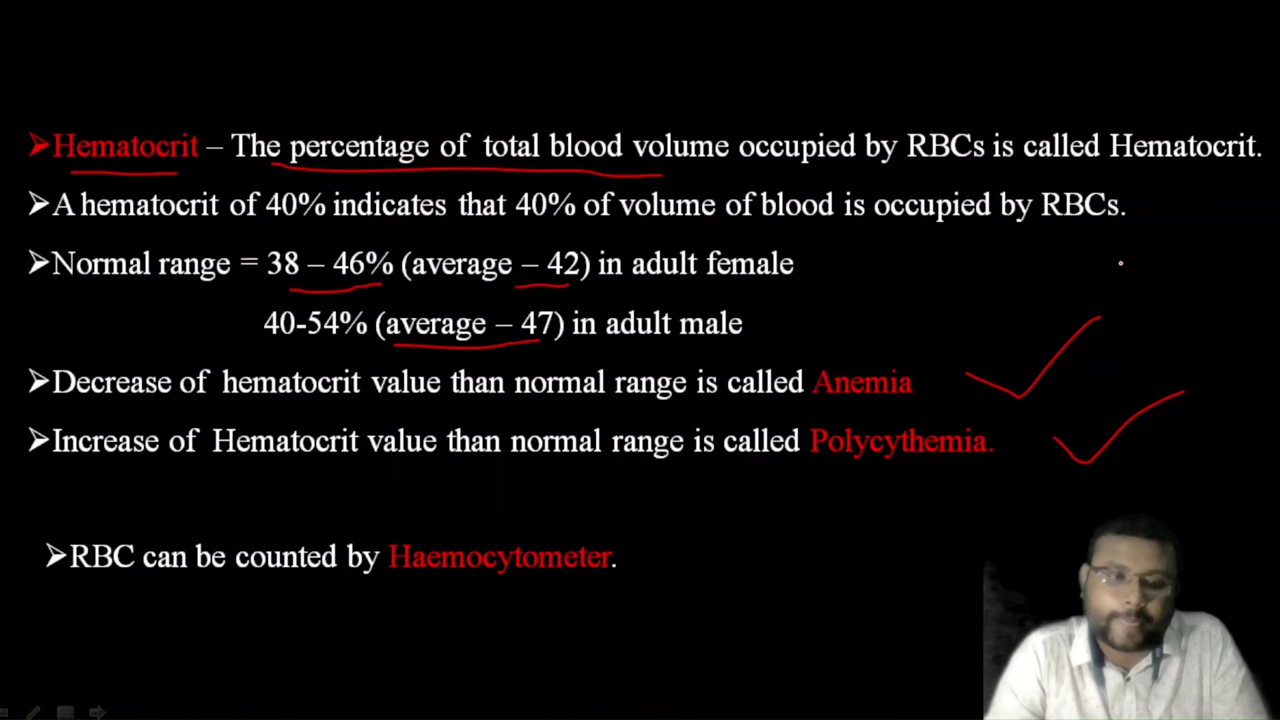 ➢Hematocrit – The percentage of total blood volume occupied by RBCs is called Hematocrit.
➢A hematocrit of 40% indicates that 40% of volume of blood is occupied by RBCs.
➢Normal range = 38 – 46% (average – 42) in adult female
40-54% (average – 47) in adult male
➢Decrease of hematocrit value than normal range is called Anemia
➢Increase of Hematocrit value than normal range is called Polycythemia.
➢RBC can be counted by Haemocytometer.